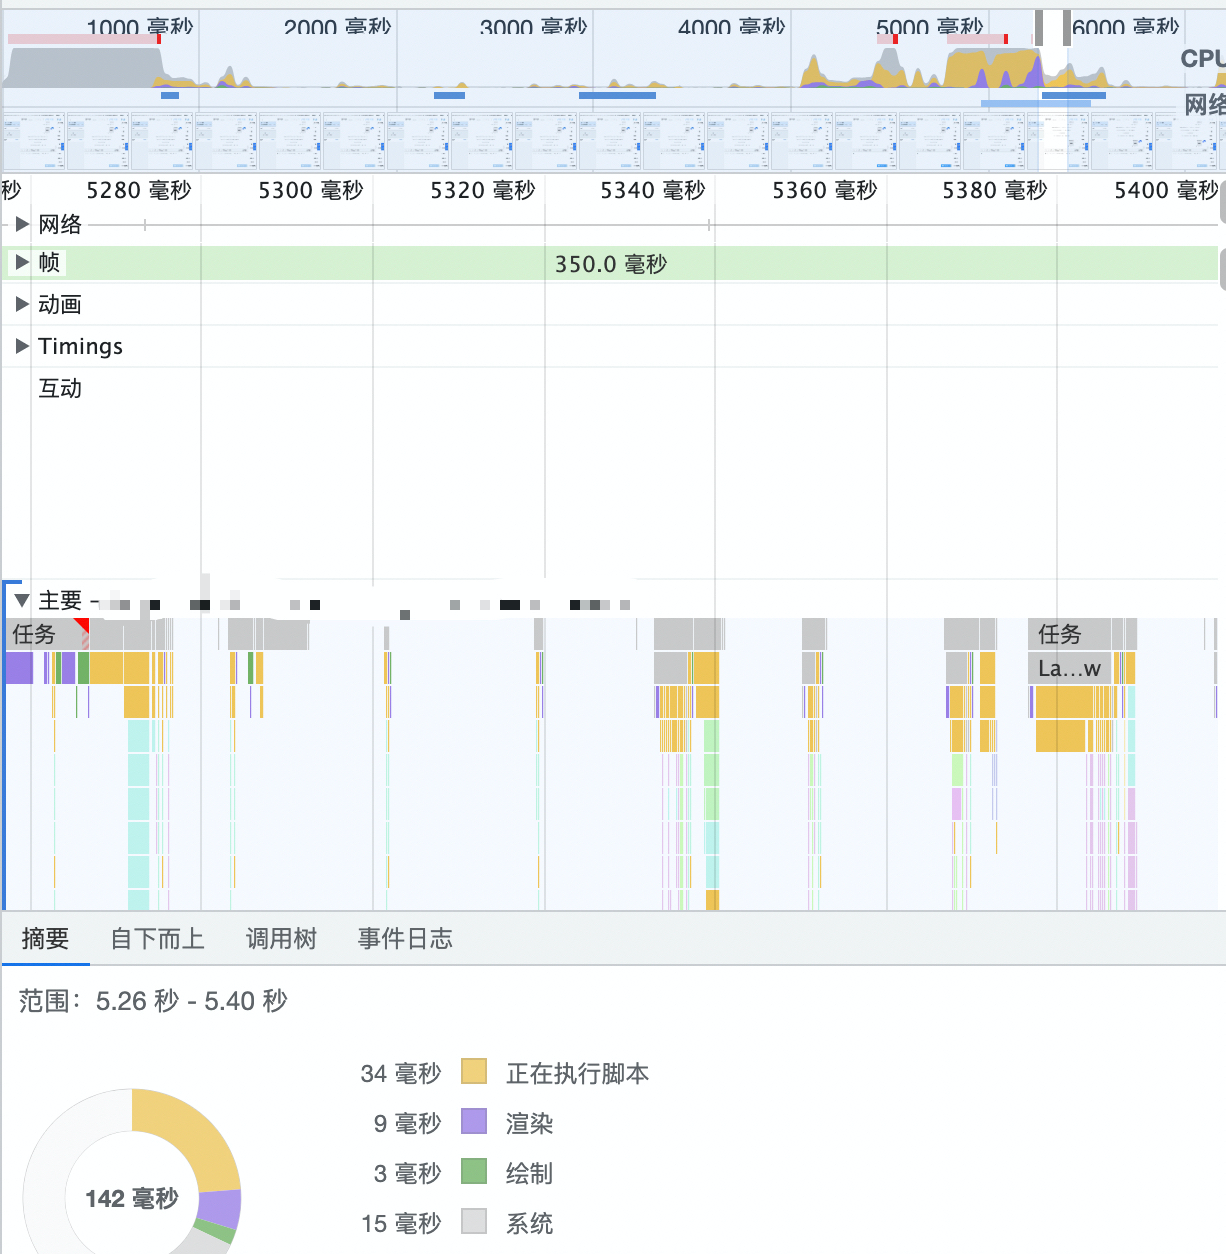 1000 毫秒 2000 毫秒 3000 毫秒 4000 毫秒 5000 毫秒 6000 毫秒
CPU
网络
秒 5280 毫秒 5300 毫秒 5320 毫秒 5340 毫秒 5360 毫秒 5380 毫秒 5400 毫秒
网络
帧 350.0 毫秒
动画
Timings
互动
主要 –
任务 任务
La...w
摘要 自下而上 调用树 事件日志
范围：5.26 秒 - 5.40 秒
34 毫秒 正在执行脚本
9 毫秒 渲染
142 毫秒
3 毫秒 绘制
15 毫秒 系统